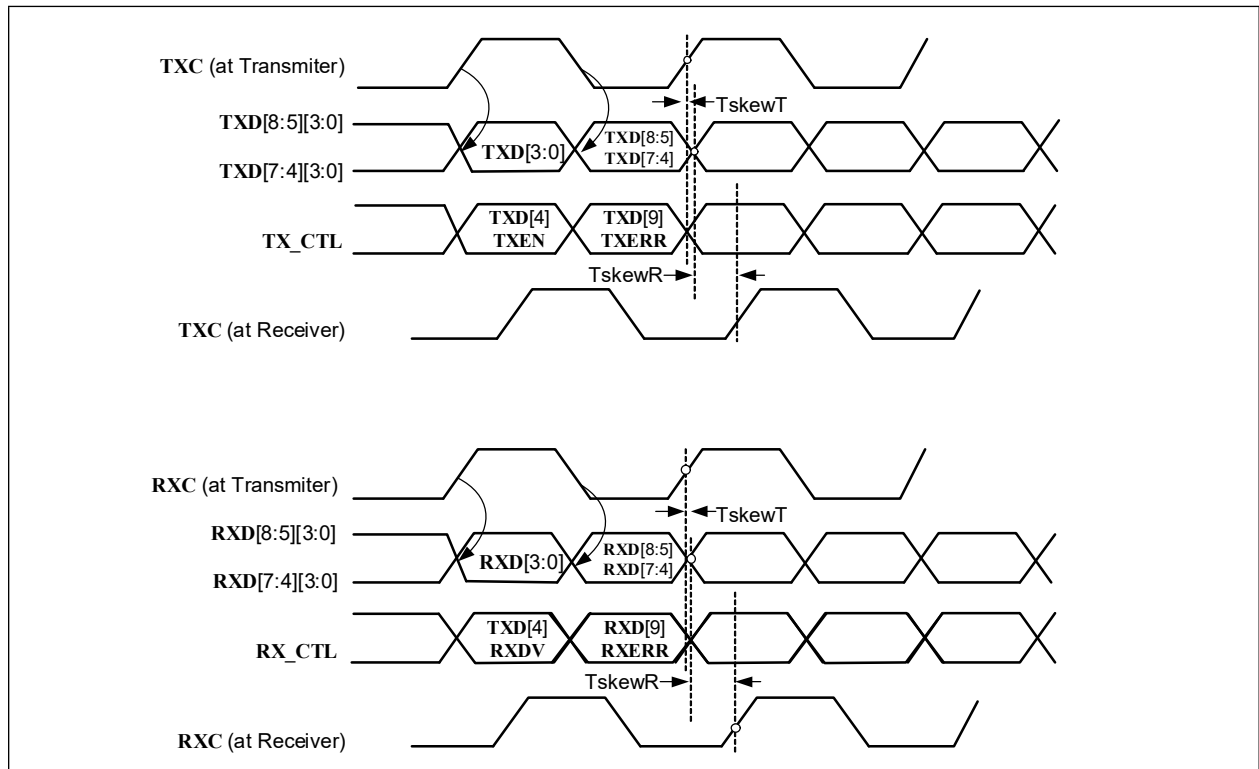 TXC (at Transmiter)
TskewT
TXD[8:5][3:0]
TXD[7:4][3:0]
TXD[3:0]
TXD[8:5]
TXD[7:4]
TX_CTL
TXD[4]
TXEN
TXD[9]
TXERR
TskewR
TXC (at Receiver)
RXC (at Transmiter)
TskewT
RXD[8:5][3:0]
RXD[7:4][3:0]
RXD[3:0]
RXD[8:5]
RXD[7:4]
RX_CTL
TXD[4]
RXDV
RXD[9]
RXERR
TskewR
RXC (at Receiver)